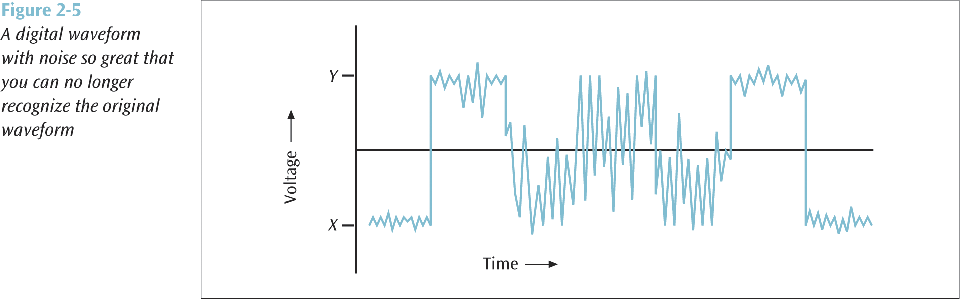 Figure 2-5
A digital waveform
with noise so great that
you can no longer
recognize the original
waveform
Y
Voltage
X
Time